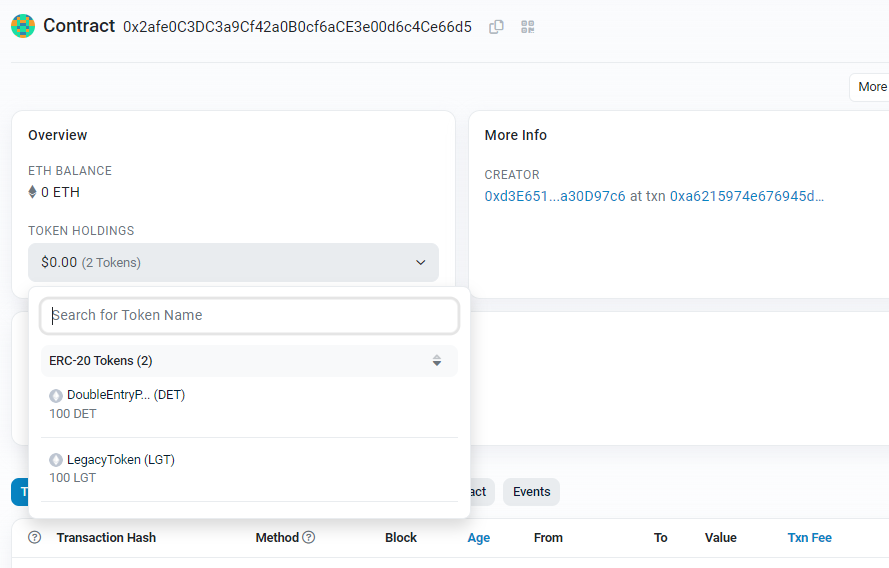 Contract 0x2afe0C3DC3a9Cf42a0B0cf6aCE3e00d6c4Ce66d5
More
Overview
ETH BALANCE
0 ETH
TOKEN HOLDINGS
$0.00 (2 Tokens)
More Info
CREATOR
0xd3E651...a30D97c6 at txn 0xa6215974e676945d...
Search for Token Name
ERC-20 Tokens (2)
DoubleEntryP... (DET)
100 DET
LegacyToken (LGT)
100 LGT
Events
Transaction Hash Method Block Age From To Value Txn Fee